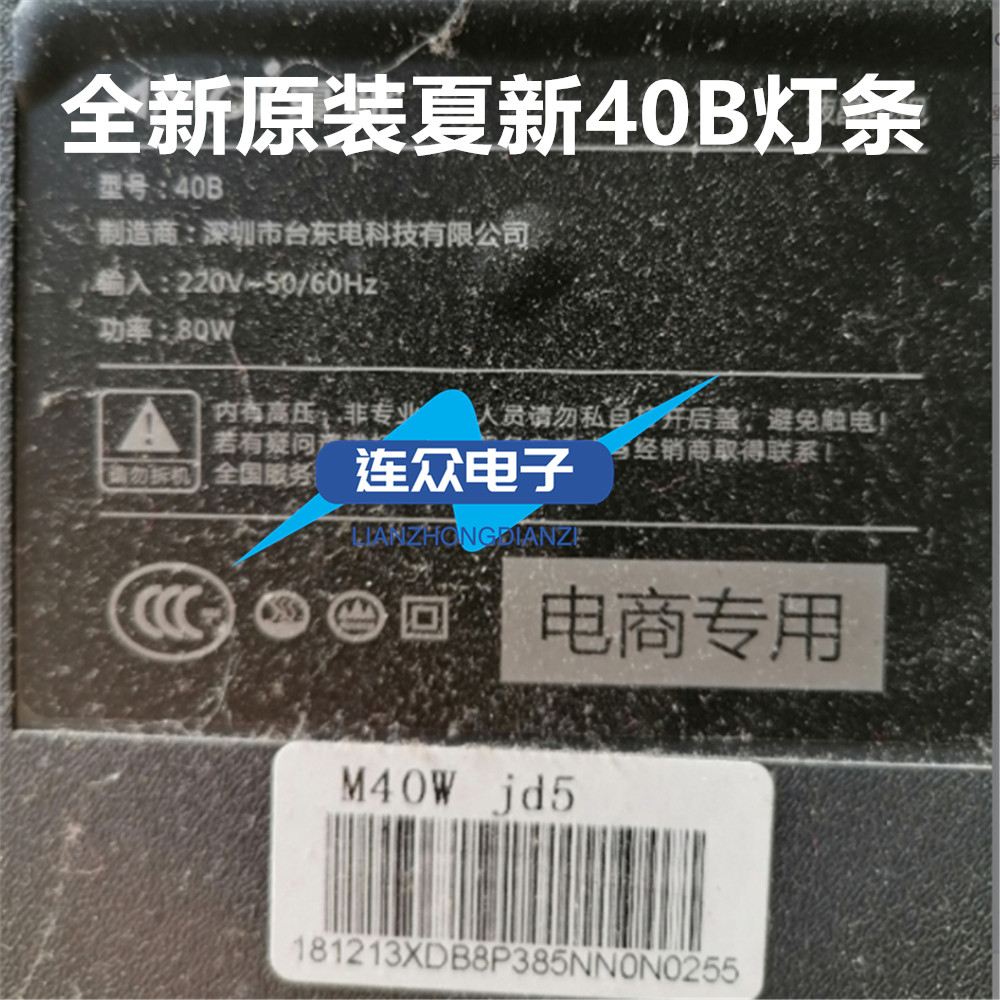 全新原装夏新40B灯条
型号：40B
制造商：深圳市台东电科技有限公司
输入：220V~50/60Hz
功率：80W
内有高压，非专业 人员请勿私自 开后盖，避免触电！
请勿拆机
若有疑问 经销商取得联系！
全国服务
连众电子
LIANZHONGDIANZI
CCC
电商专用
M40W jd5
181213XDB8P385NN0N0255